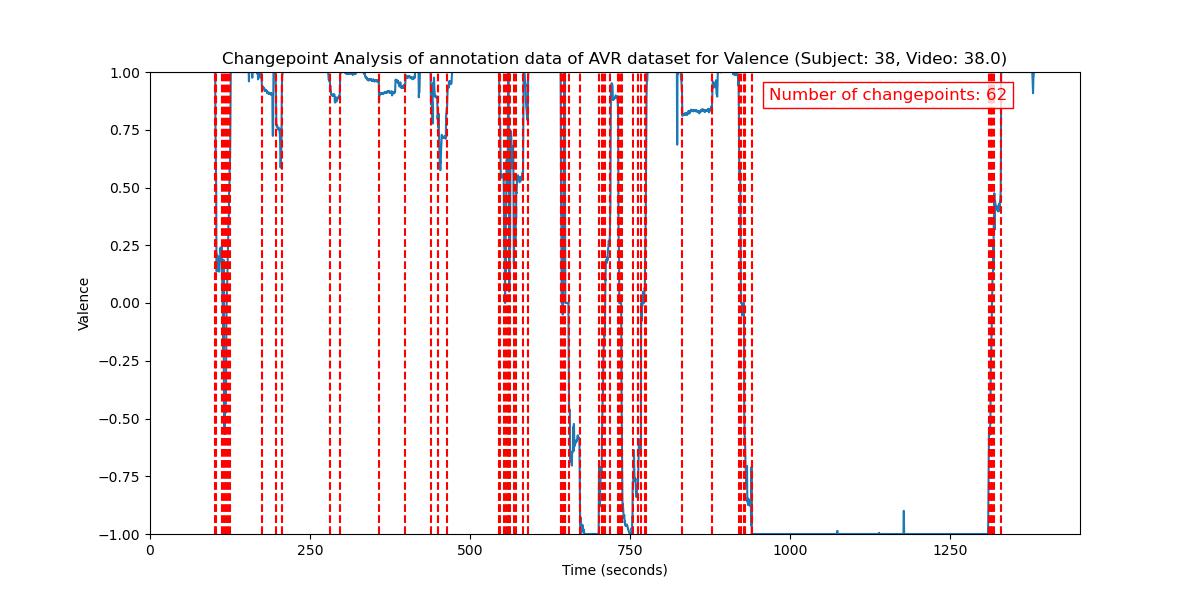 Changepoint Analysis of annotation data of AVR dataset for Valence (Subject: 38, Video: 38.0)
Number of changepoints: 62
1.00
0.75
0.50
0.25
0.00
−0.25
−0.50
−0.75
−1.00
Valence
0 250 500 750 1000 1250
Time (seconds)